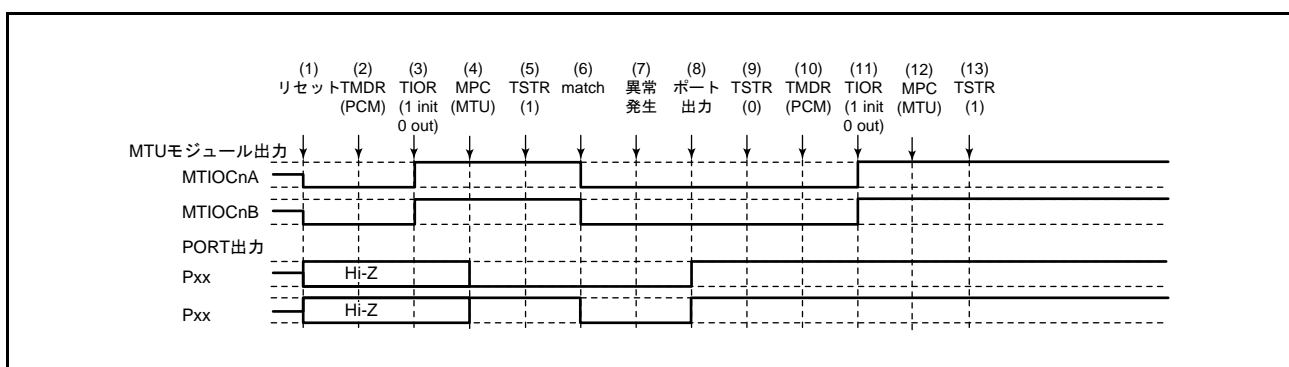 (1) (2) (3) (4) (5) (6) (7) (8) (9) (10) (11) (12) (13)
リセット TMDR TIOR MPC TSTR match 異常 ポート TSTR TMDR TIOR MPC TSTR
(PCM) (1 init (MTU) (1) 発生 出力 (0) (PCM) (1 init (MTU) (1)
0 out) 0 out)
MTUモジュール出力
MTIOCnA
MTIOCnB
PORT出力
Pxx Hi-Z
Pxx Hi-Z